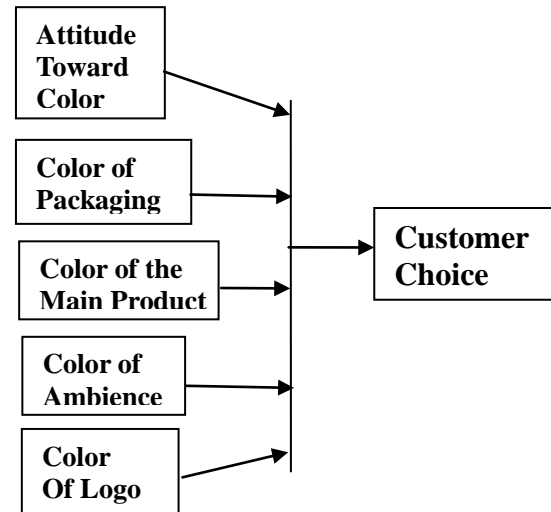 Attitude
Toward
Color
Color of
Packaging
Color of the
Main Product
Color of
Ambience
Color
Of Logo
Customer
Choice